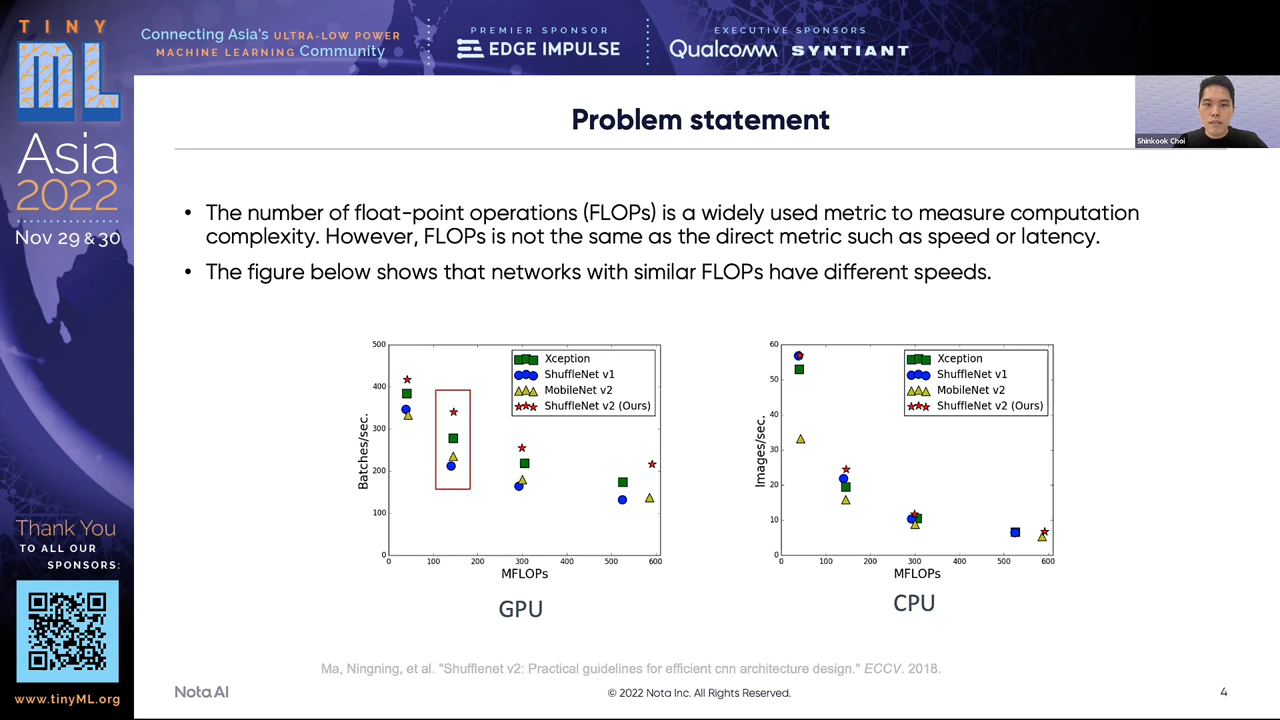 TINY
ML
Asia
2022
Nov 29 & 30
Connecting Asia's ULTRA-LOW POWER
MACHINE LEARNING Community
PREMIER SPONSOR
EDGE IMPULSE
EXECUTIVE SPONSORS
Qualcomm SYNTIANT
Problem statement
Shinkook Choi
• The number of float-point operations (FLOPs) is a widely used metric to measure computation
complexity. However, FLOPs is not the same as the direct metric such as speed or latency.
• The figure below shows that networks with similar FLOPs have different speeds.
500
400
300
200
100
0
Batches/sec.
Xception
ShuffleNet v1
MobileNet v2
ShuffleNet v2 (Ours)
0 100 200 300 400 500 600
MFLOPs
GPU
60
50
40
30
20
10
0
Images/sec.
Xception
ShuffleNet v1
MobileNet v2
ShuffleNet v2 (Ours)
0 100 200 300 400 500 600
MFLOPs
CPU
Thank You
TO ALL OUR
SPONSORS:
www.tinyML.org
Ma, Ningning, et al. "Shufflenet v2: Practical guidelines for efficient cnn architecture design." ECCV. 2018.
Nota AI
© 2022 Nota Inc. All Rights Reserved.
4